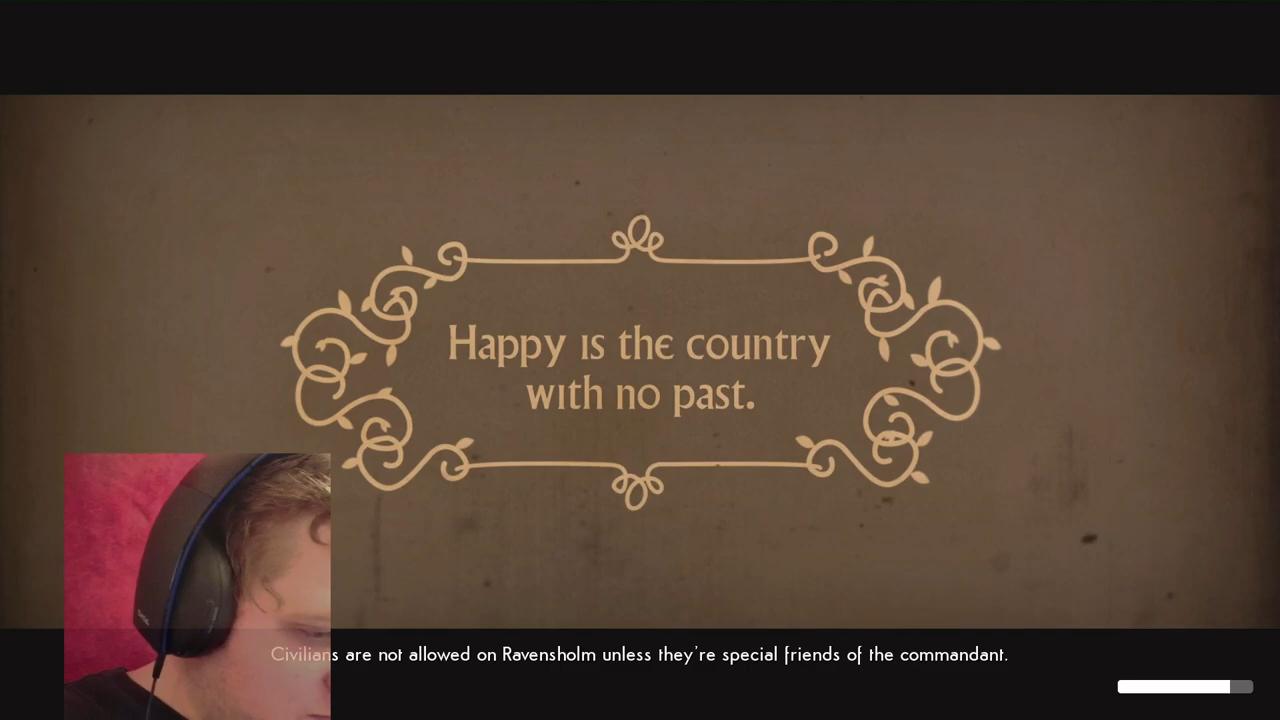 Happy is the country
with no past.
Civilians are not allowed on Ravensholm unless they're special friends of the commandant.